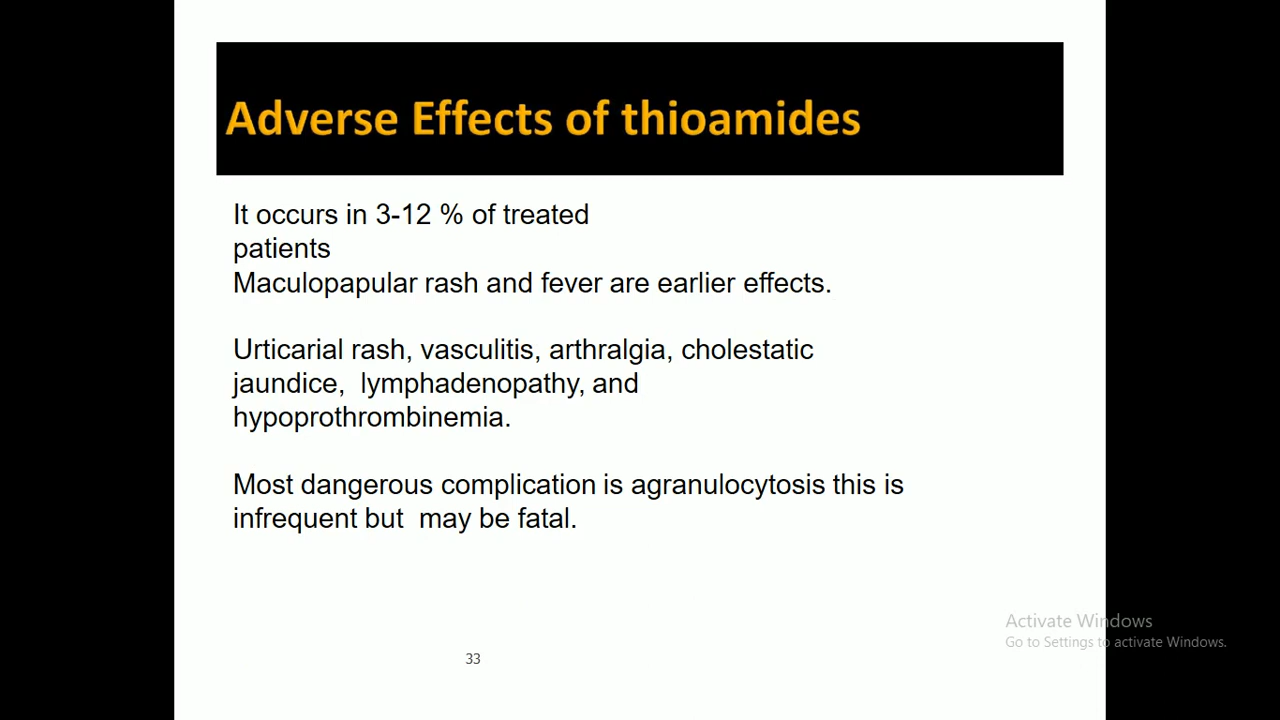 Adverse Effects of thioamides
It occurs in 3-12 % of treated
patients
Maculopapular rash and fever are earlier effects.
Urticarial rash, vasculitis, arthralgia, cholestatic
jaundice,  lymphadenopathy, and
hypoprothrombinemia.
Most dangerous complication is agranulocytosis this is
infrequent but  may be fatal.
Activate Windows
Go to Settings to activate Windows.
33